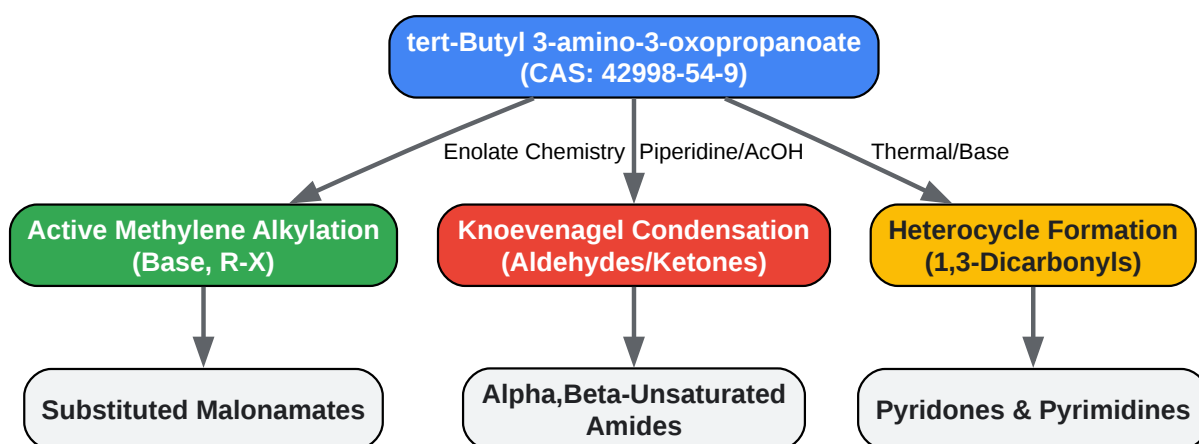 tert-Butyl 3-amino-3-oxopropanoate
(CAS: 42998-54-9)
Enolate Chemistry
Piperidine/AcOH
Thermal/Base
Active Methylene Alkylation
(Base, R-X)
Knoevenagel Condensation
(Aldehydes/Ketones)
Heterocycle Formation
(1,3-Dicarbonyls)
Substituted Malonamates
Alpha,Beta-Unsaturated
Amides
Pyridones & Pyrimidines